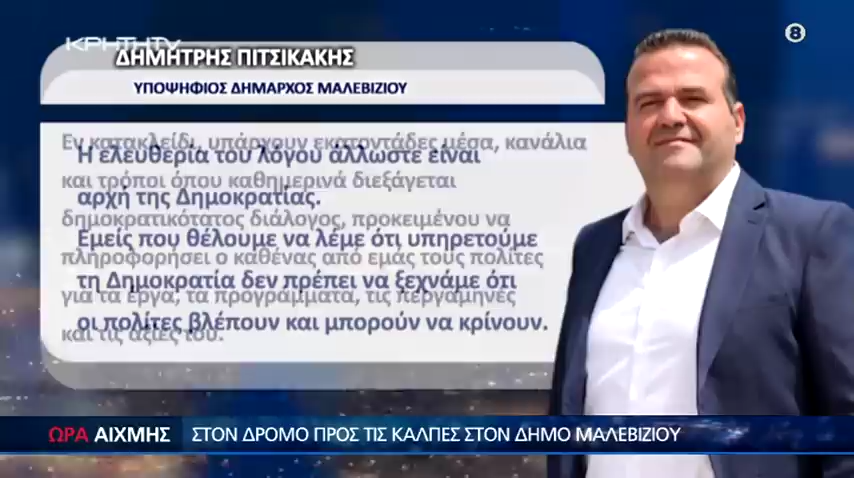 ΚΡΗΤΗTV
8
ΔΗΜΗΤΡΗΣ ΠΙΤΣΙΚΑΚΗΣ
ΥΠΟΨΗΦΙΟΣ ΔΗΜΑΡΧΟΣ ΜΑΛΕΒΙΖΙΟΥ
Εν κατακλείδι, υπάρχουν εκατοντάδες μέσα, κανάλια
Η ελευθερία του λόγου άλλωστε είναι
και τρόποι όπου καθημερινά διεξάγεται
αρχή της Δημοκρατίας.
δημοκρατικότατος διάλογος, προκειμένου να
Εμείς που θέλουμε να λέμε ότι υπηρετούμε
πληροφορήσει ο καθένας από εμάς τους πολίτες
τη Δημοκρατία δεν πρέπει να ξεχνάμε ότι
για τα έργα, τα προγράμματα, τις περγαμηνές
οι πολίτες βλέπουν και μπορούν να κρίνουν.
και τις αξίες του.
ΩΡΑ ΑΙΧΜΗΣ ΣΤΟΝ ΔΡΟΜΟ ΠΡΟΣ ΤΙΣ ΚΑΛΠΕΣ ΣΤΟΝ ΔΗΜΟ ΜΑΛΕΒΙΖΙΟΥ